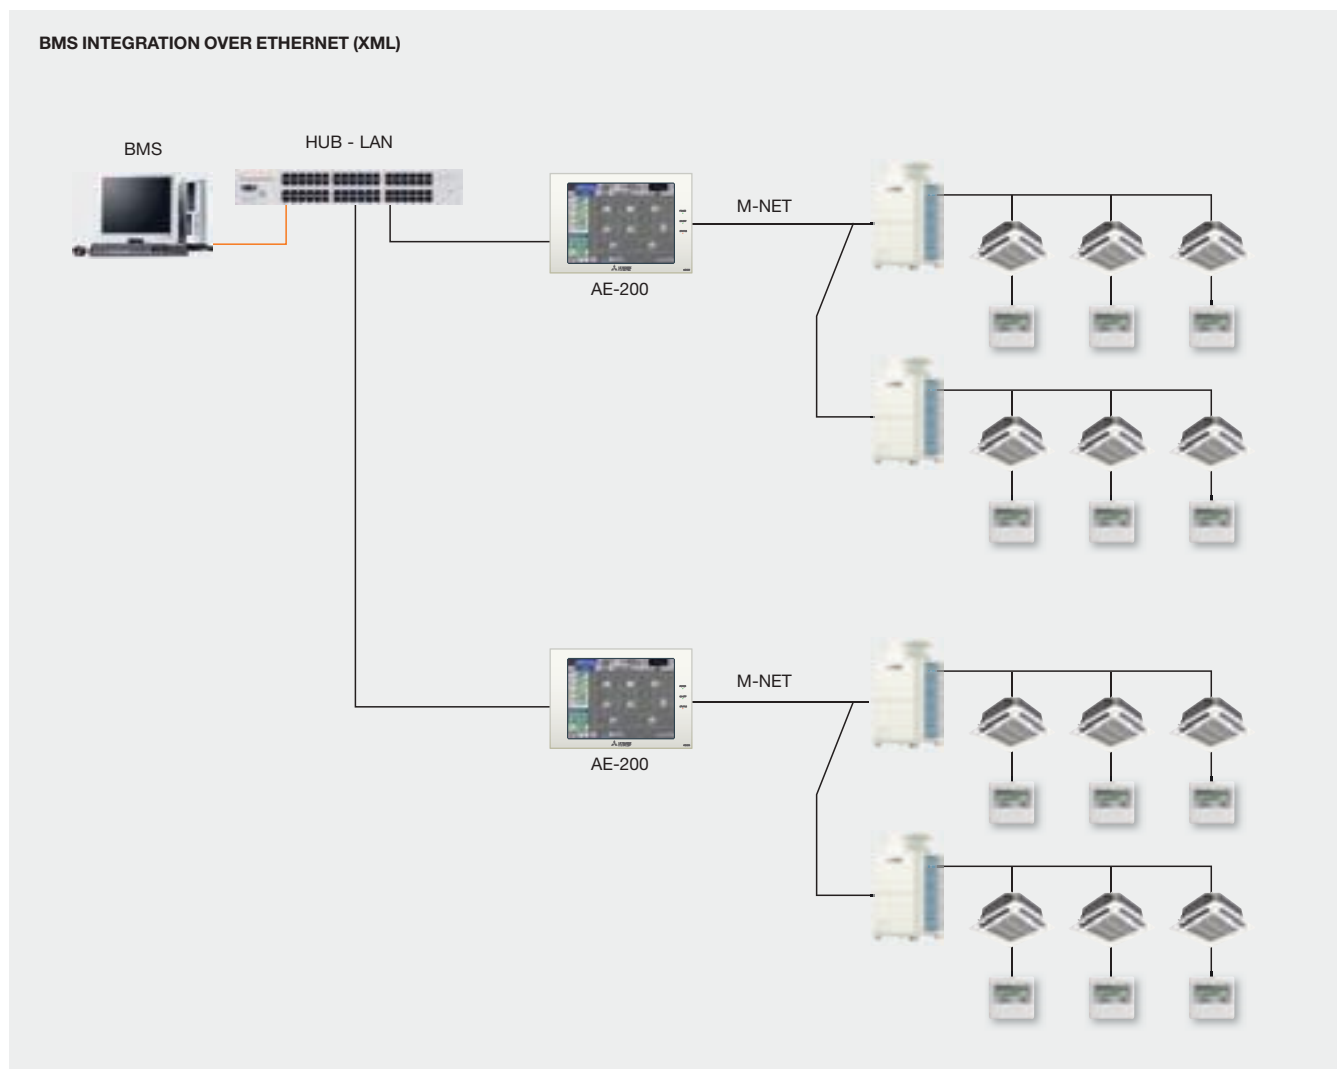 BMS INTEGRATION OVER ETHERNET (XML)
BMS
HUB - LAN
M-NET
AE-200
M-NET
AE-200